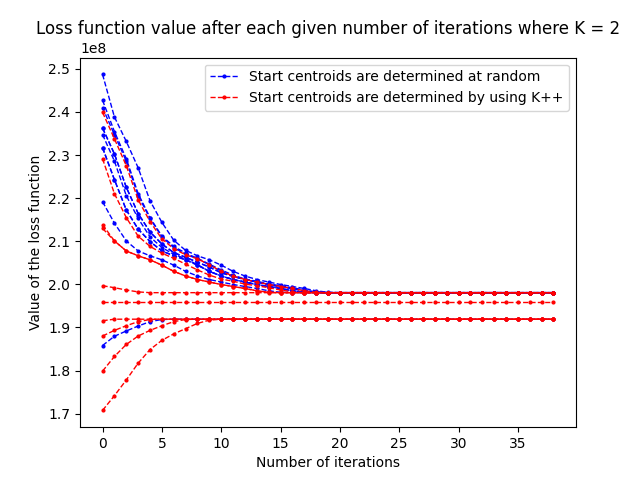 Loss function value after each given number of iterations where K = 2
1e8
Start centroids are determined at random
Start centroids are determined by using K++
2.5
2.4
2.3
2.2
2.1
2.0
1.9
1.8
1.7
Value of the loss function
0 5 10 15 20 25 30 35
Number of iterations